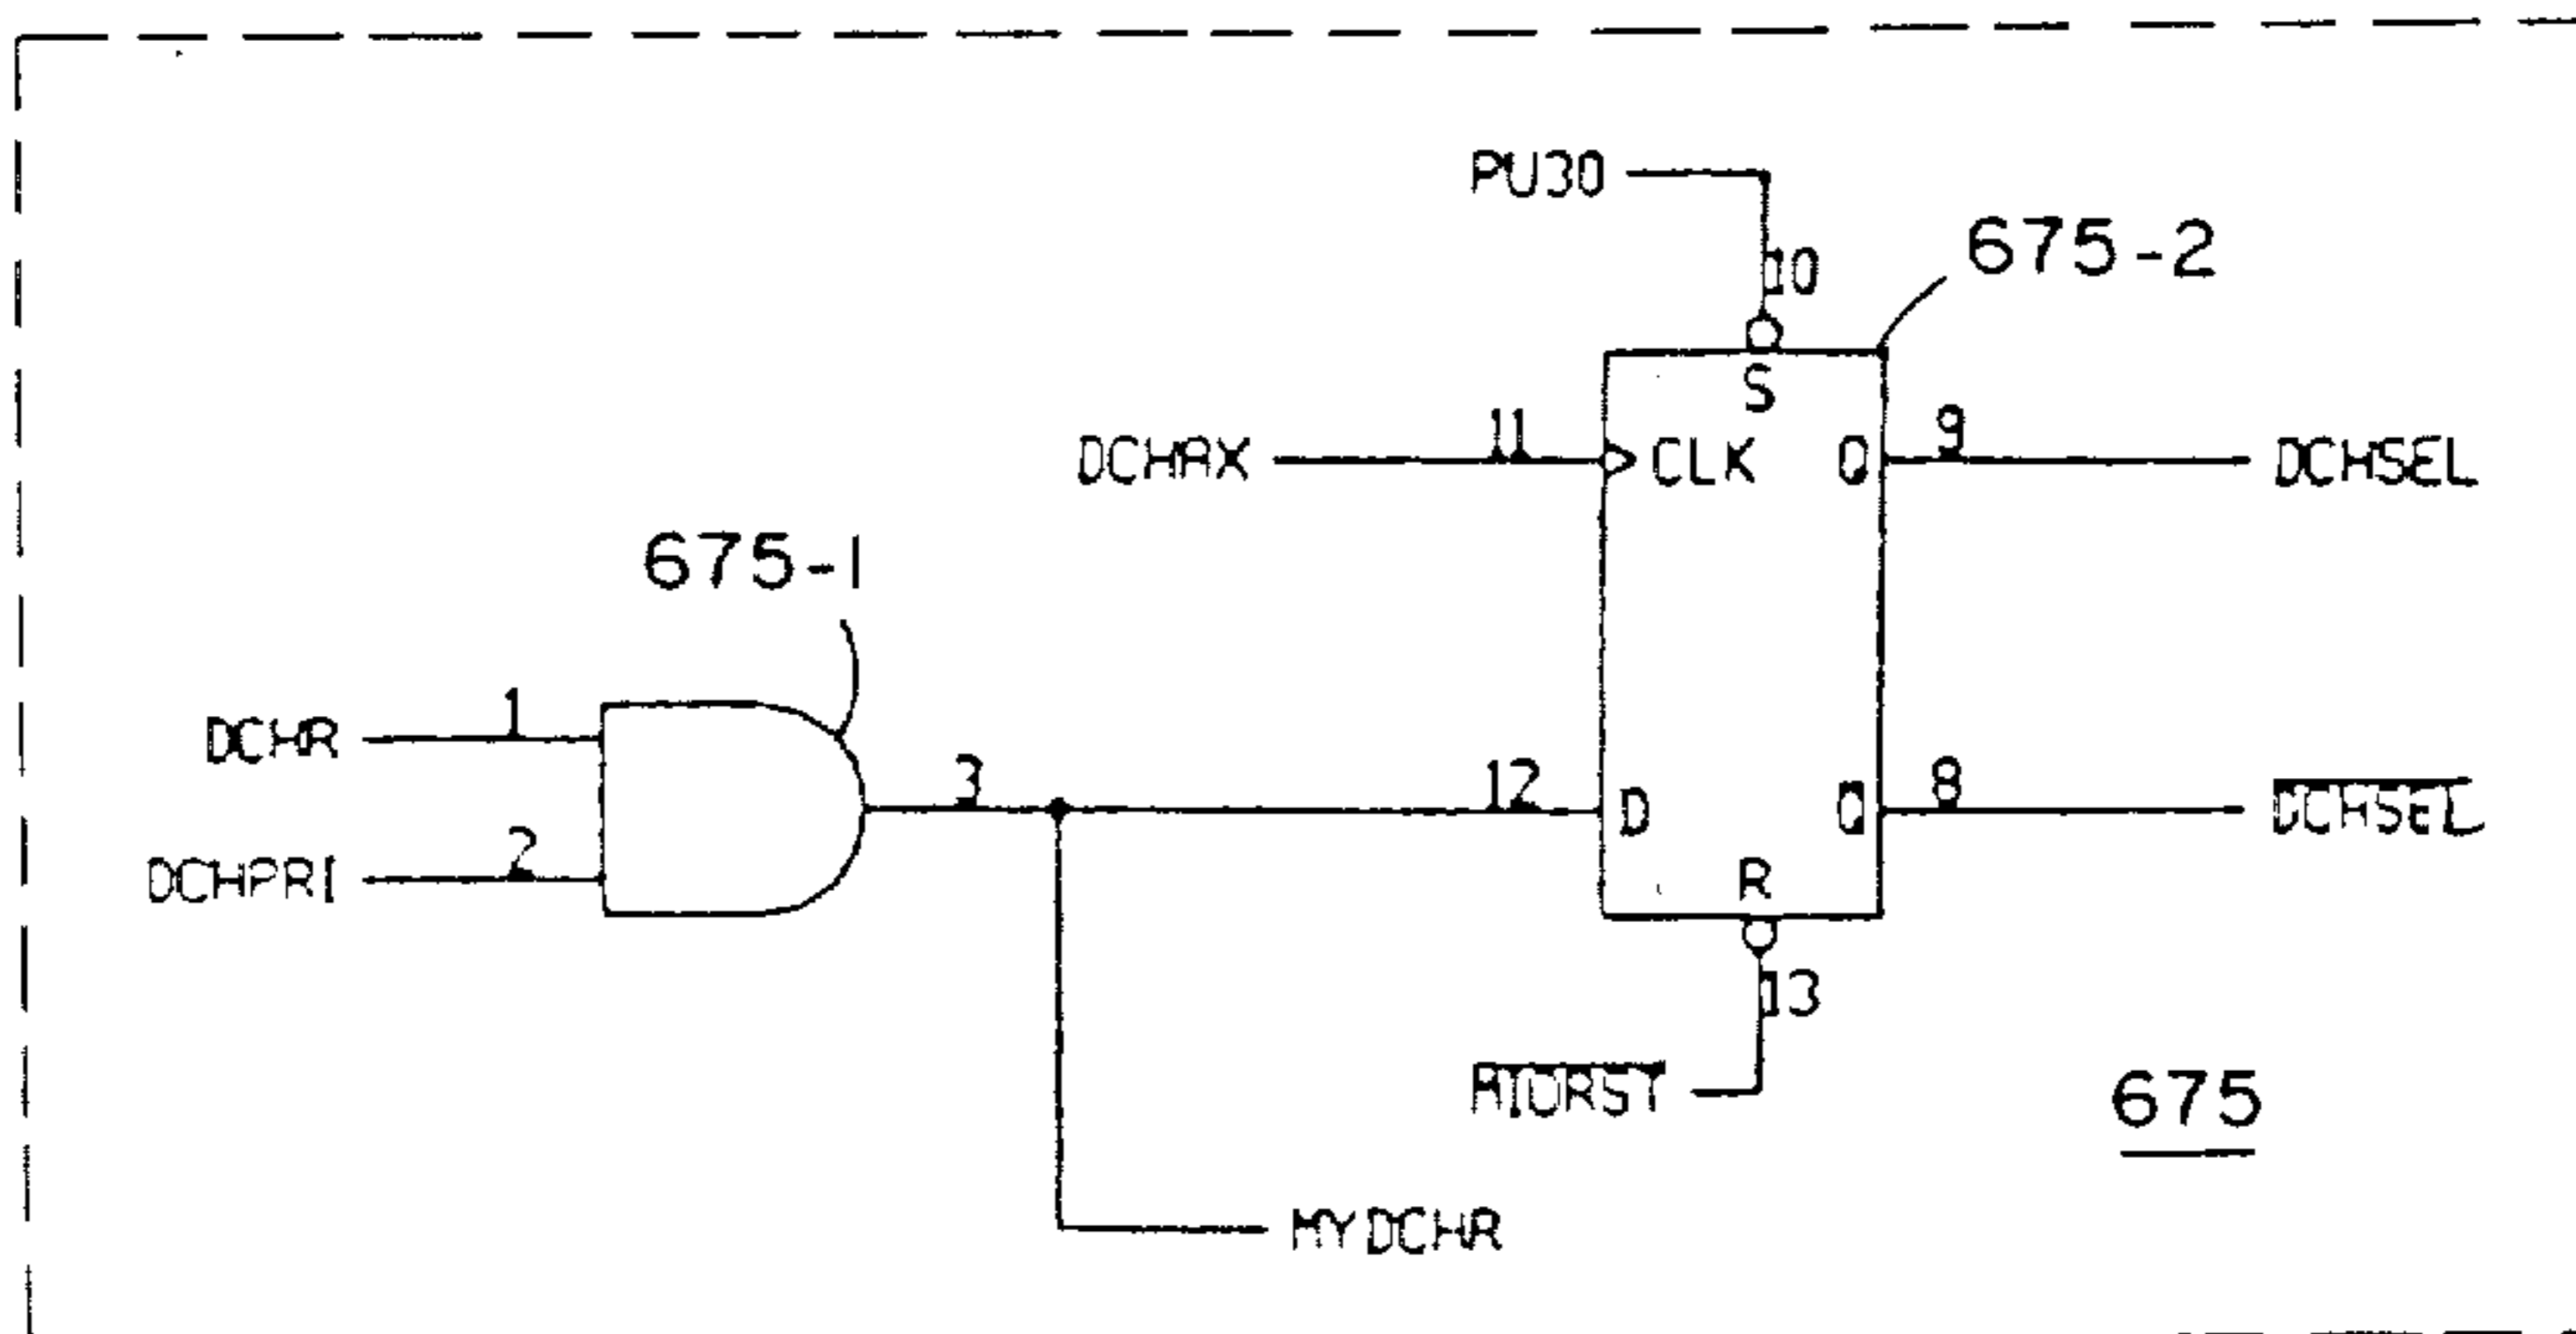 PU30
10
675-2
S
DCHAX
11
CLK
Q
9
DCHSEL
675-1
DCHR
1
3
12
D
Q̅
8
D̅C̅H̅S̅E̅L̅
DCHPRI
2
R
13
675
MYDCHR